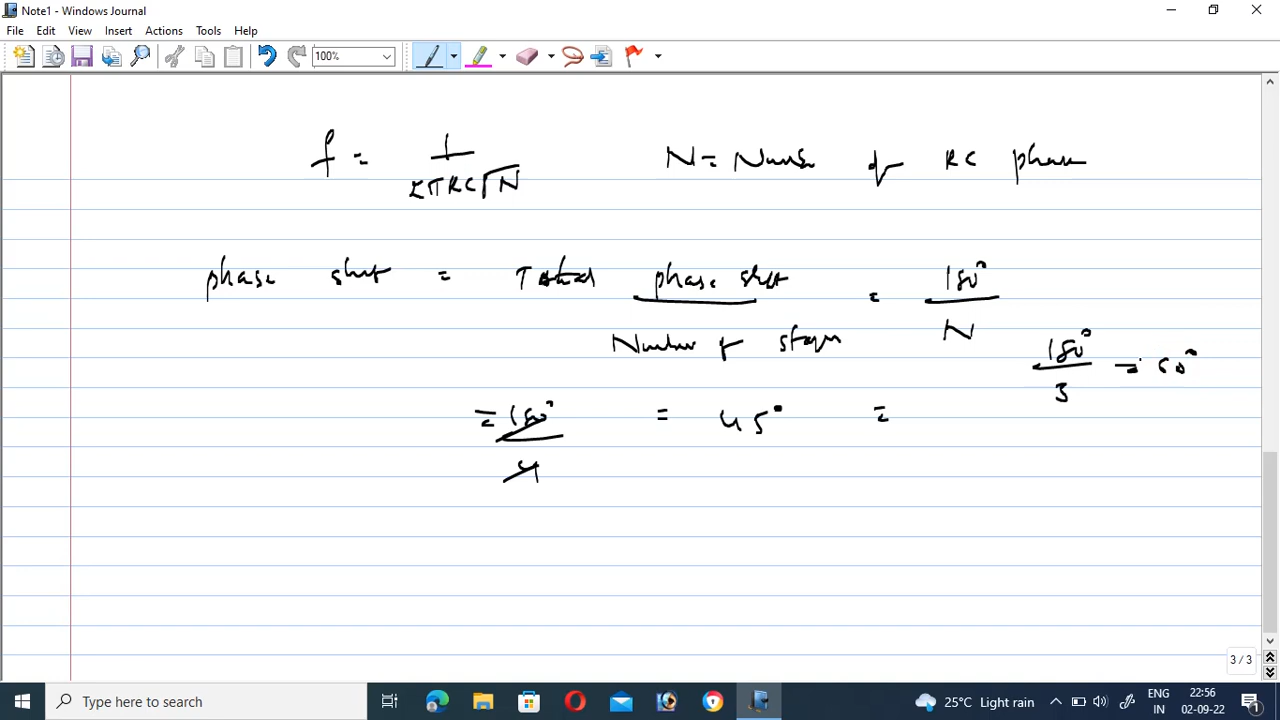 Note1 - Windows Journal
File Edit View Insert Actions Tools Help
100%
f = 1 / 2πRC√N N = Number of RC phase
phase shift = Total phase shift / Number of stages = 180° / N
180° / 3 = 60°
= 180° / 4 = 45° =
3 / 3
Type here to search
25°C Light rain
ENG
IN
22:56
02-09-22
1